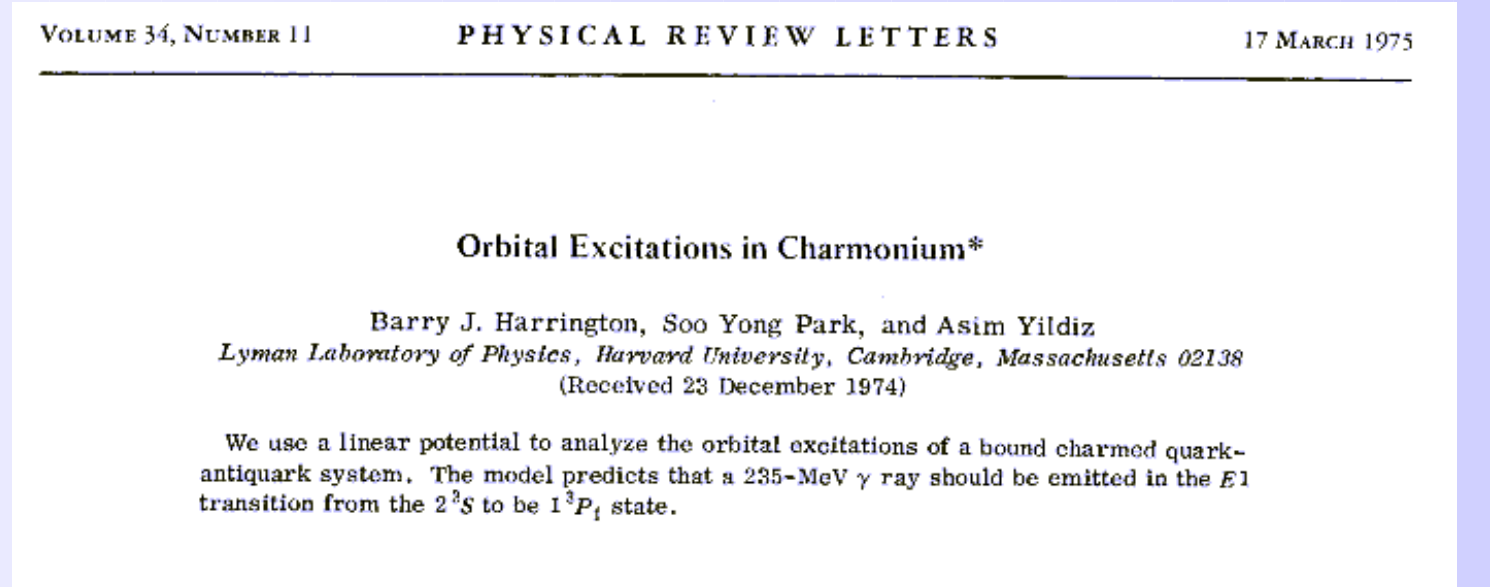 VOLUME 34, NUMBER 11 PHYSICAL REVIEW LETTERS 17 MARCH 1975
Orbital Excitations in Charmonium*
Barry J. Harrington, Soo Yong Park, and Asim Yildiz
Lyman Laboratory of Physics, Harvard University, Cambridge, Massachusetts 02138
(Received 23 December 1974)
We use a linear potential to analyze the orbital excitations of a bound charmed quark-
antiquark system. The model predicts that a 235-MeV γ ray should be emitted in the E1
transition from the 2³S to be 1³P₁ state.